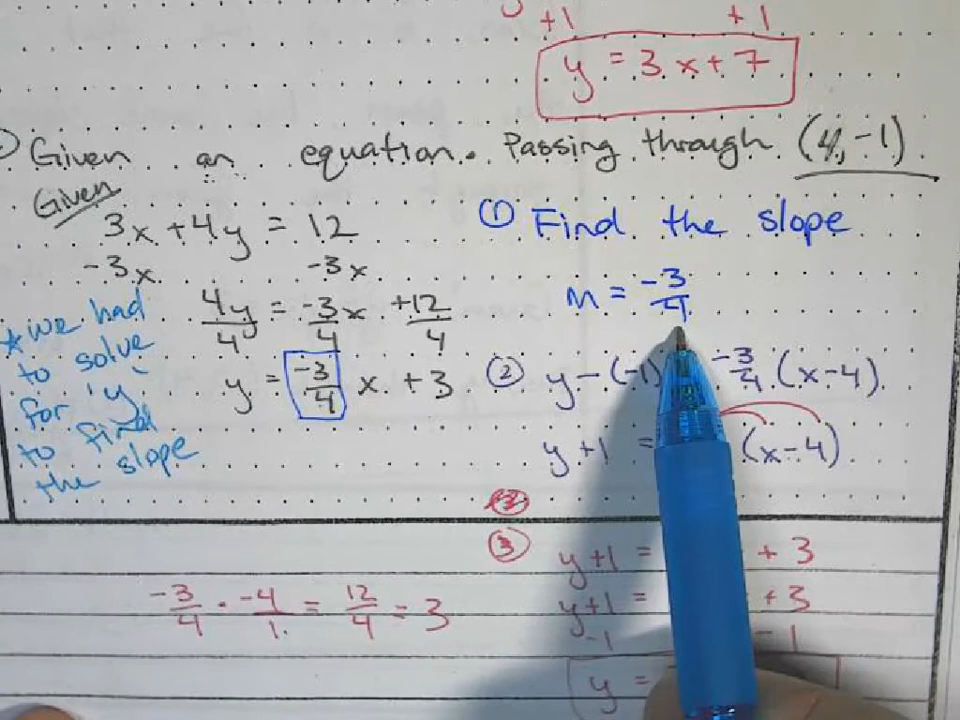 +1 +1
y = 3x + 7
Given an equation. Passing through (4, -1)
Given
3x + 4y = 12
-3x -3x
4y/4 = -3/4 x +12/4
y = -3/4 x + 3
*we had
to solve
for 'y'
to find
the slope
① Find the slope
m = -3/4
② y - (-1) -3/4 (x - 4)
y + 1 = (x - 4)
③ y + 1 = + 3
y + 1 = + 3
-1 - 1
y =
-3/4 · -4/1 = 12/4 = 3